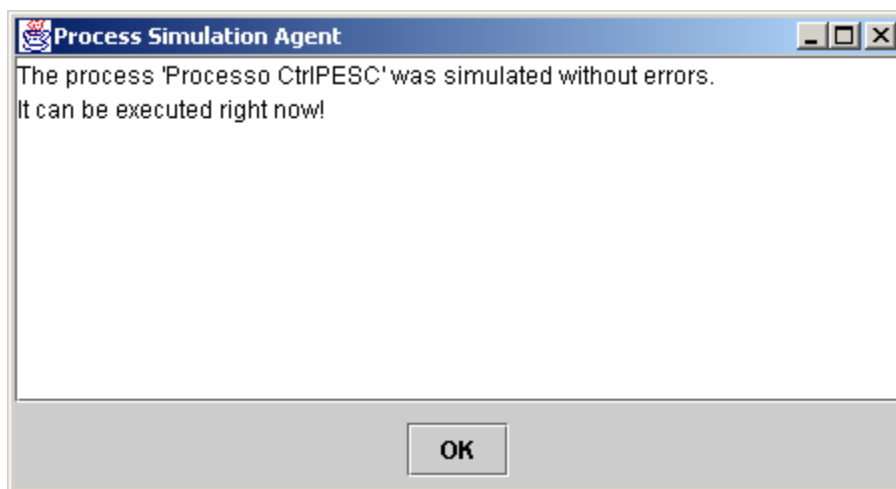 Process Simulation Agent
The process 'Processo CtrlPESC' was simulated without errors.
It can be executed right now!
OK